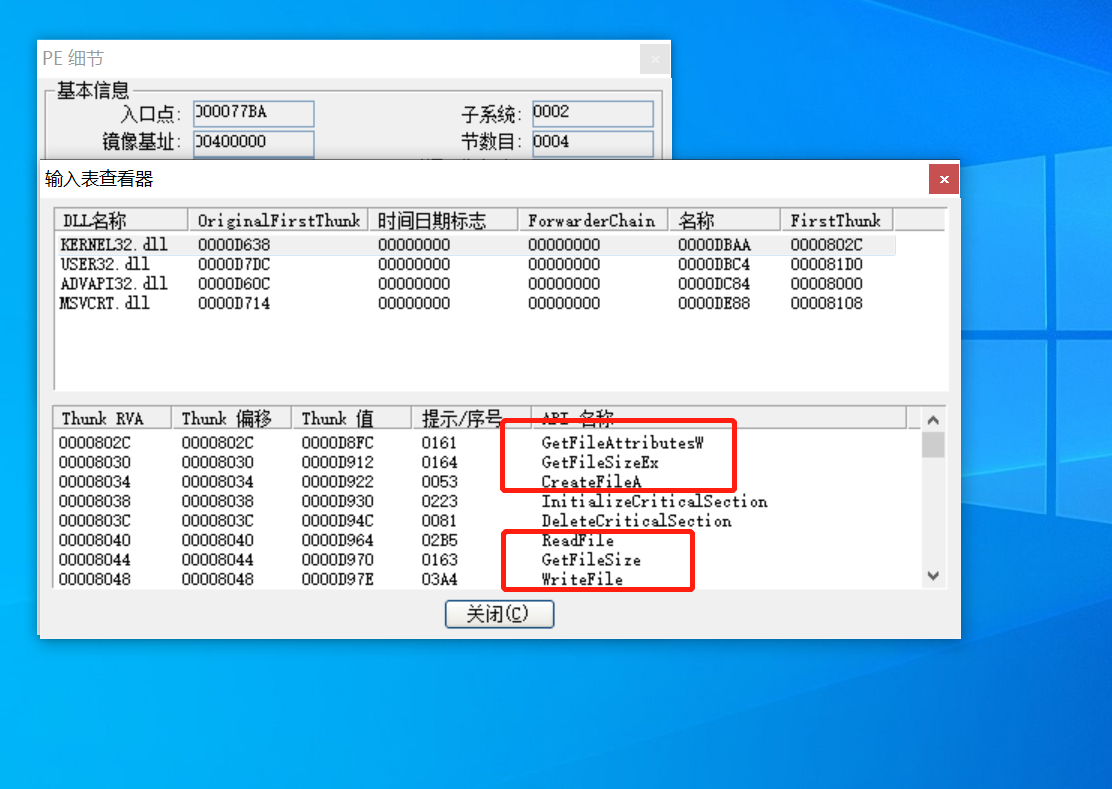 PE 细节
基本信息
入口点: 000077BA 子系统: 0002
镜像基址: 00400000 节数目: 0004
输入表查看器
DLL名称 OriginalFirstThunk 时间日期标志 ForwarderChain 名称 FirstThunk
KERNEL32.dll 0000D638 00000000 00000000 0000DBAA 0000802C
USER32.dll 0000D7DC 00000000 00000000 0000DBC4 000081D0
ADVAPI32.dll 0000D60C 00000000 00000000 0000DC84 00008000
MSVCRT.dll 0000D714 00000000 00000000 0000DE88 00008108
Thunk RVA Thunk 偏移 Thunk 值 提示/序号 API 名称
0000802C 0000802C 0000D8FC 0161 GetFileAttributesW
00008030 00008030 0000D912 0164 GetFileSizeEx
00008034 00008034 0000D922 0053 CreateFileA
00008038 00008038 0000D930 0223 InitializeCriticalSection
0000803C 0000803C 0000D94C 0081 DeleteCriticalSection
00008040 00008040 0000D964 02B5 ReadFile
00008044 00008044 0000D970 0163 GetFileSize
00008048 00008048 0000D97E 03A4 WriteFile
关闭(C)